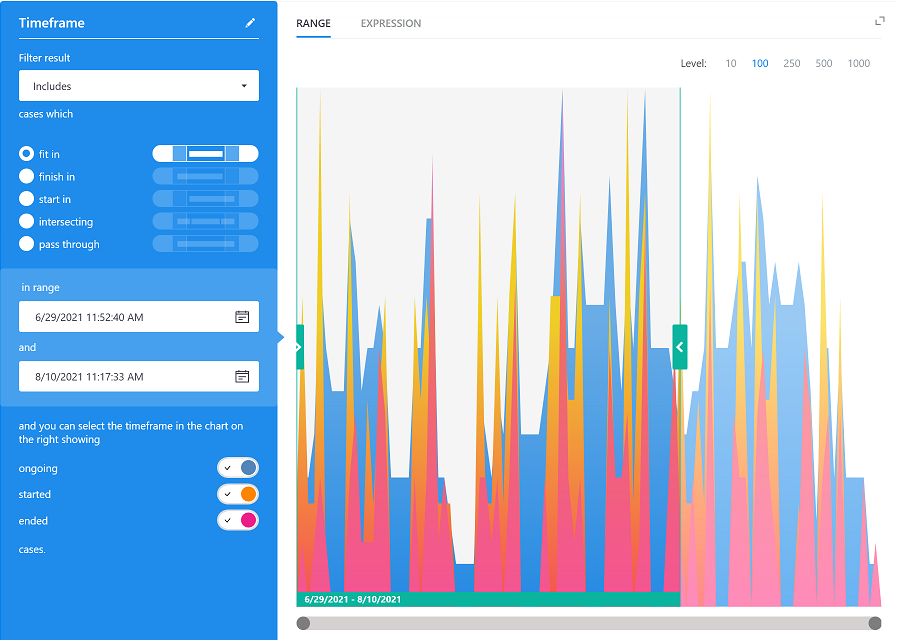 Timeframe
Filter result
Includes
cases which
fit in
finish in
start in
intersecting
pass through
in range
6/29/2021 11:52:40 AM
and
8/10/2021 11:17:33 AM
and you can select the timeframe in the chart on
the right showing
ongoing
started
ended
cases.
RANGE EXPRESSION
Level: 10 100 250 500 1000
6/29/2021 - 8/10/2021